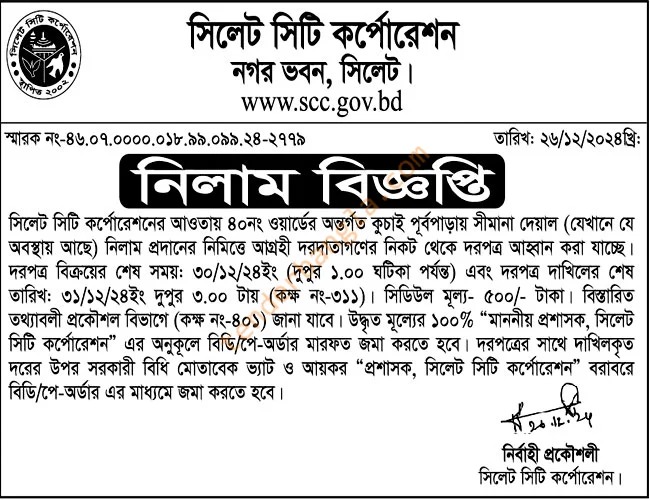 সিলেট সিটি কর্পোরেশন
স্থাপিত ২০০২
সিলেট সিটি কর্পোরেশন
নগর ভবন, সিলেট।
www.scc.gov.bd
স্মারক নং-৪৬.০৭.০০০০.০১৮.৯৯.০৯৯.২৪-২৭৭৯ তারিখ: ২৬/১২/২০২৪খ্রি:
নিলাম বিজ্ঞপ্তি
সিলেট সিটি কর্পোরেশনের আওতায় ৪০নং ওয়ার্ডের অন্তর্গত কুচাই পূর্বপাড়ায় সীমানা দেয়াল (যেখানে যে
অবস্থায় আছে) নিলাম প্রদানের নিমিত্তে আগ্রহী দরদাতাগণের নিকট থেকে দরপত্র আহ্বান করা যাচ্ছে।
দরপত্র বিক্রয়ের শেষ সময়: ৩০/১২/২৪ইং (দুপুর ১.০০ ঘটিকা পর্যন্ত) এবং দরপত্র দাখিলের শেষ
তারিখ: ৩১/১২/২৪ইং দুপুর ৩.০০ টায় (কক্ষ নং-৩১১)। সিডিউল মূল্য- ৫০০/- টাকা। বিস্তারিত
তথ্যাবলী প্রকৌশল বিভাগে (কক্ষ নং-৪০১) জানা যাবে। উদ্ধৃত মূল্যের ১০০% “মাননীয় প্রশাসক, সিলেট
সিটি কর্পোরেশন” এর অনুকূলে বিডি/পে-অর্ডার মারফত জমা করতে হবে। দরপত্রের সাথে দাখিলকৃত
দরের উপর সরকারী বিধি মোতাবেক ভ্যাট ও আয়কর “প্রশাসক, সিলেট সিটি কর্পোরেশন” বরাবরে
বিডি/পে-অর্ডার এর মাধ্যমে জমা করতে হবে।
নির্বাহী প্রকৌশলী
সিলেট সিটি কর্পোরেশন।